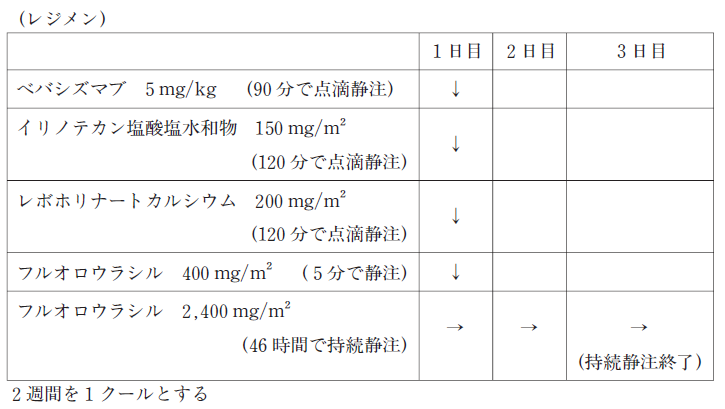 (レジメン)
1日目 2日目 3日目
ベバシズマブ 5 mg/kg (90分で点滴静注) ↓
イリノテカン塩酸塩水和物 150 mg/m²
(120分で点滴静注) ↓
レボホリナートカルシウム 200 mg/m²
(120分で点滴静注) ↓
フルオロウラシル 400 mg/m² (5分で静注) ↓
フルオロウラシル 2,400 mg/m²
(46時間で持続静注) → → →
(持続静注終了)
2週間を1クールとする